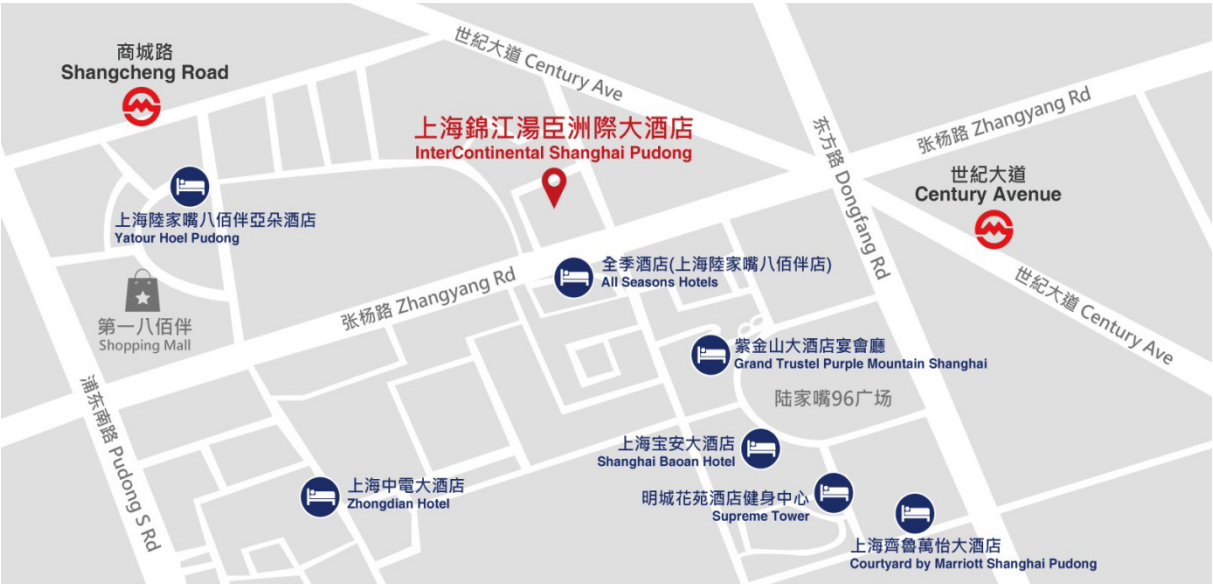 商城路
Shangcheng Road
世紀大道 Century Ave
上海錦江湯臣洲際大酒店
InterContinental Shanghai Pudong
东方路 Dongfang Rd
张杨路 Zhangyang Rd
世紀大道
Century Avenue
上海陸家嘴八佰伴亞朵酒店
Yatour Hoel Pudong
全季酒店(上海陸家嘴八佰伴店)
All Seasons Hotels
张杨路 Zhangyang Rd
世紀大道 Century Ave
第一八佰伴
Shopping Mall
紫金山大酒店宴會廳
Grand Trustel Purple Mountain Shanghai
陆家嘴96广场
浦东南路 Pudong S Rd
上海宝安大酒店
Shanghai Baoan Hotel
上海中電大酒店
Zhongdian Hotel
明城花苑酒店健身中心
Supreme Tower
上海齊魯萬怡大酒店
Courtyard by Marriott Shanghai Pudong